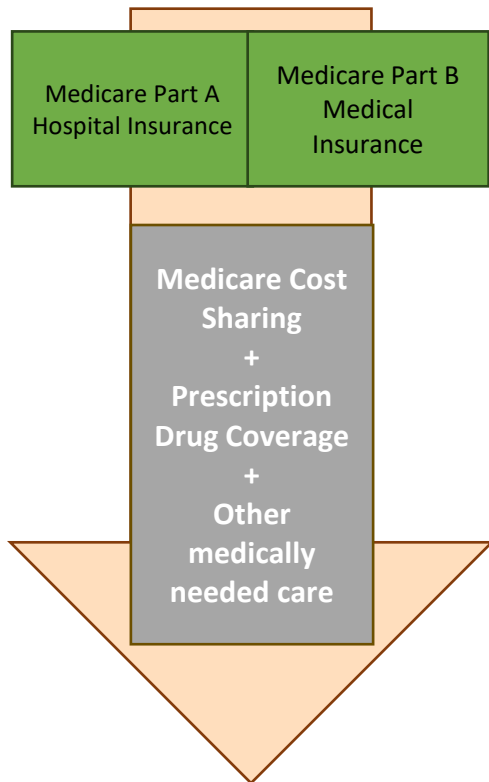 Medicare Part A
Hospital Insurance
Medicare Part B
Medical
Insurance
Medicare Cost
Sharing
+
Prescription
Drug Coverage
+
Other
medically
needed care